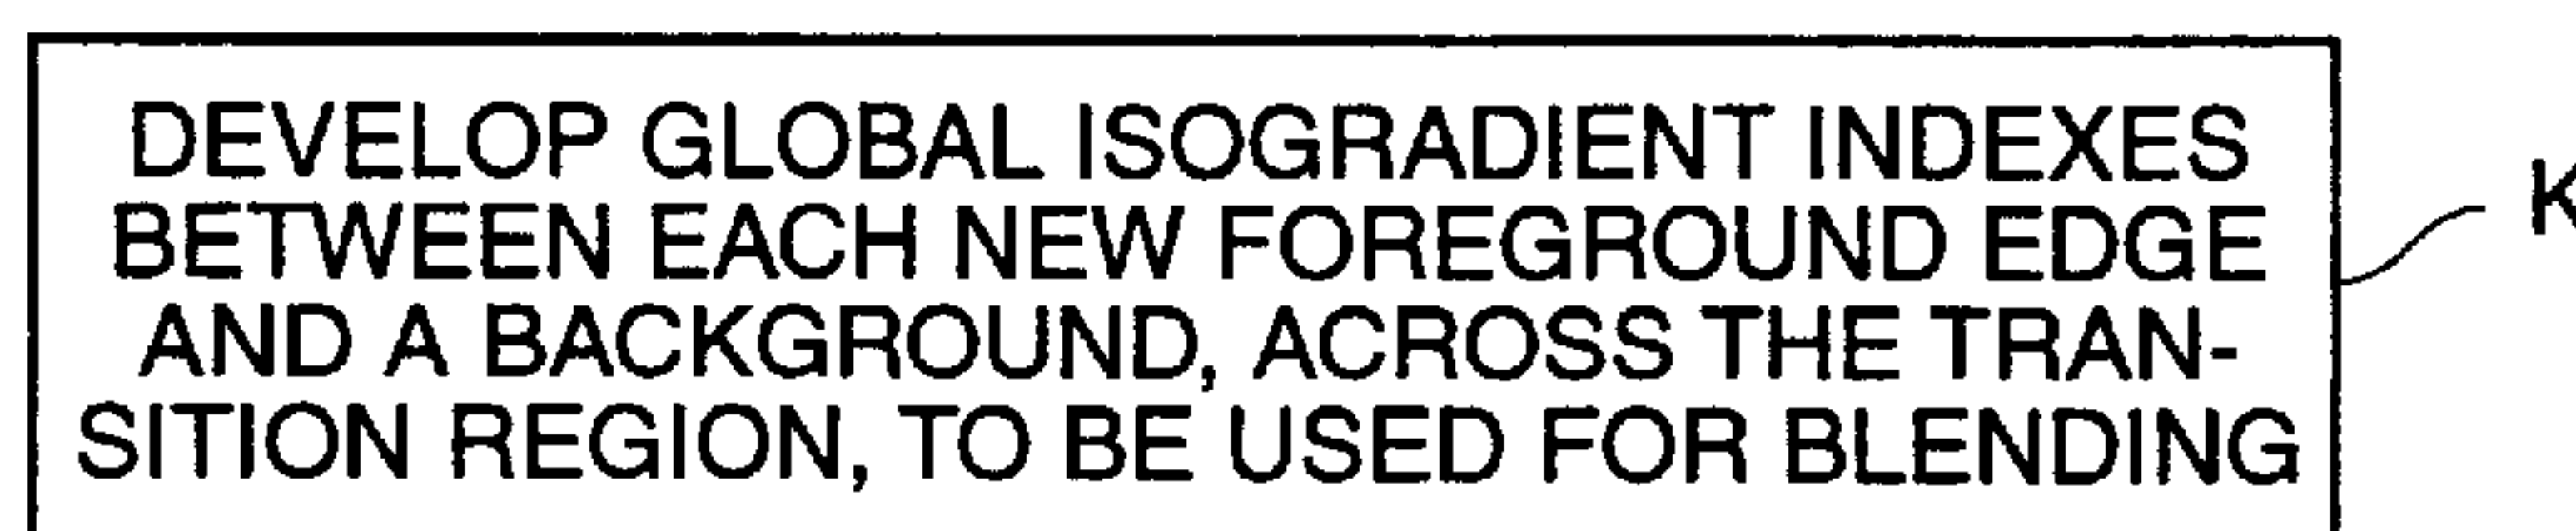 DEVELOP GLOBAL ISOGRADIENT INDEXES
BETWEEN EACH NEW FOREGROUND EDGE
AND A BACKGROUND, ACROSS THE TRAN-
SITION REGION, TO BE USED FOR BLENDING
K